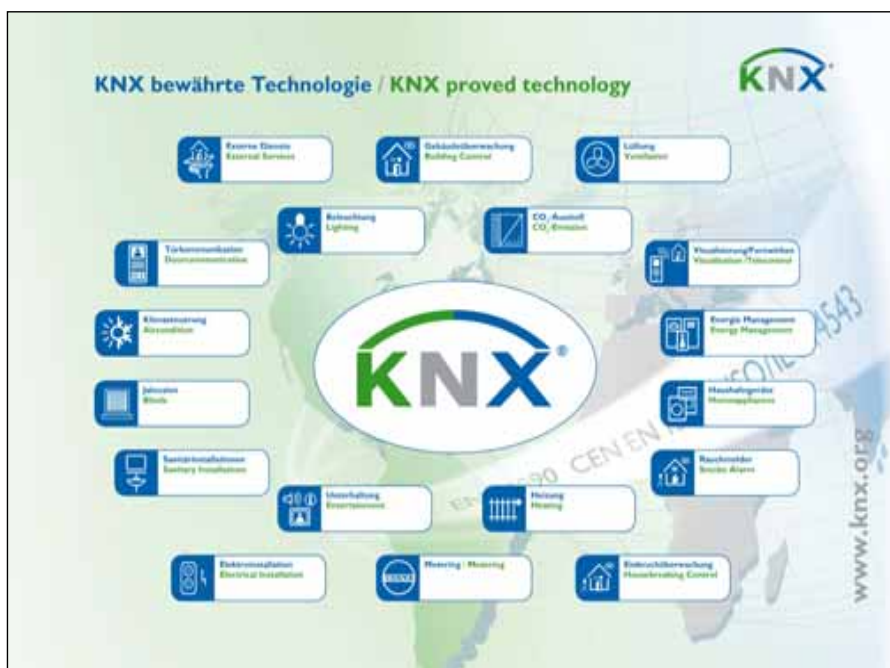 KNX bewährte Technologie / KNX proved technology
KNX
Externe Dienste
External Services
Gebäudeüberwachung
Building Control
Lüftung
Ventilation
Beleuchtung
Lighting
CO₂-Ausstoß
CO₂-Emission
Türkommunikation
Doorcommunication
Visualisierung/Fernwirken
Visualisation /Telecontrol
Klimasteuerung
Aircondition
Energie Management
Energy Management
Jalousien
Blinds
KNX
Haushaltsgeräte
Homeappliances
Sanitärinstallationen
Sanitary Installations
Rauchmelder
Smoke Alarm
Unterhaltung
Entertainment
Heizung
Heating
Elektroinstallation
Electrical Installation
Metering / Metering
Einbruchüberwachung
Housebreaking Control
CEN EN
www.knx.org